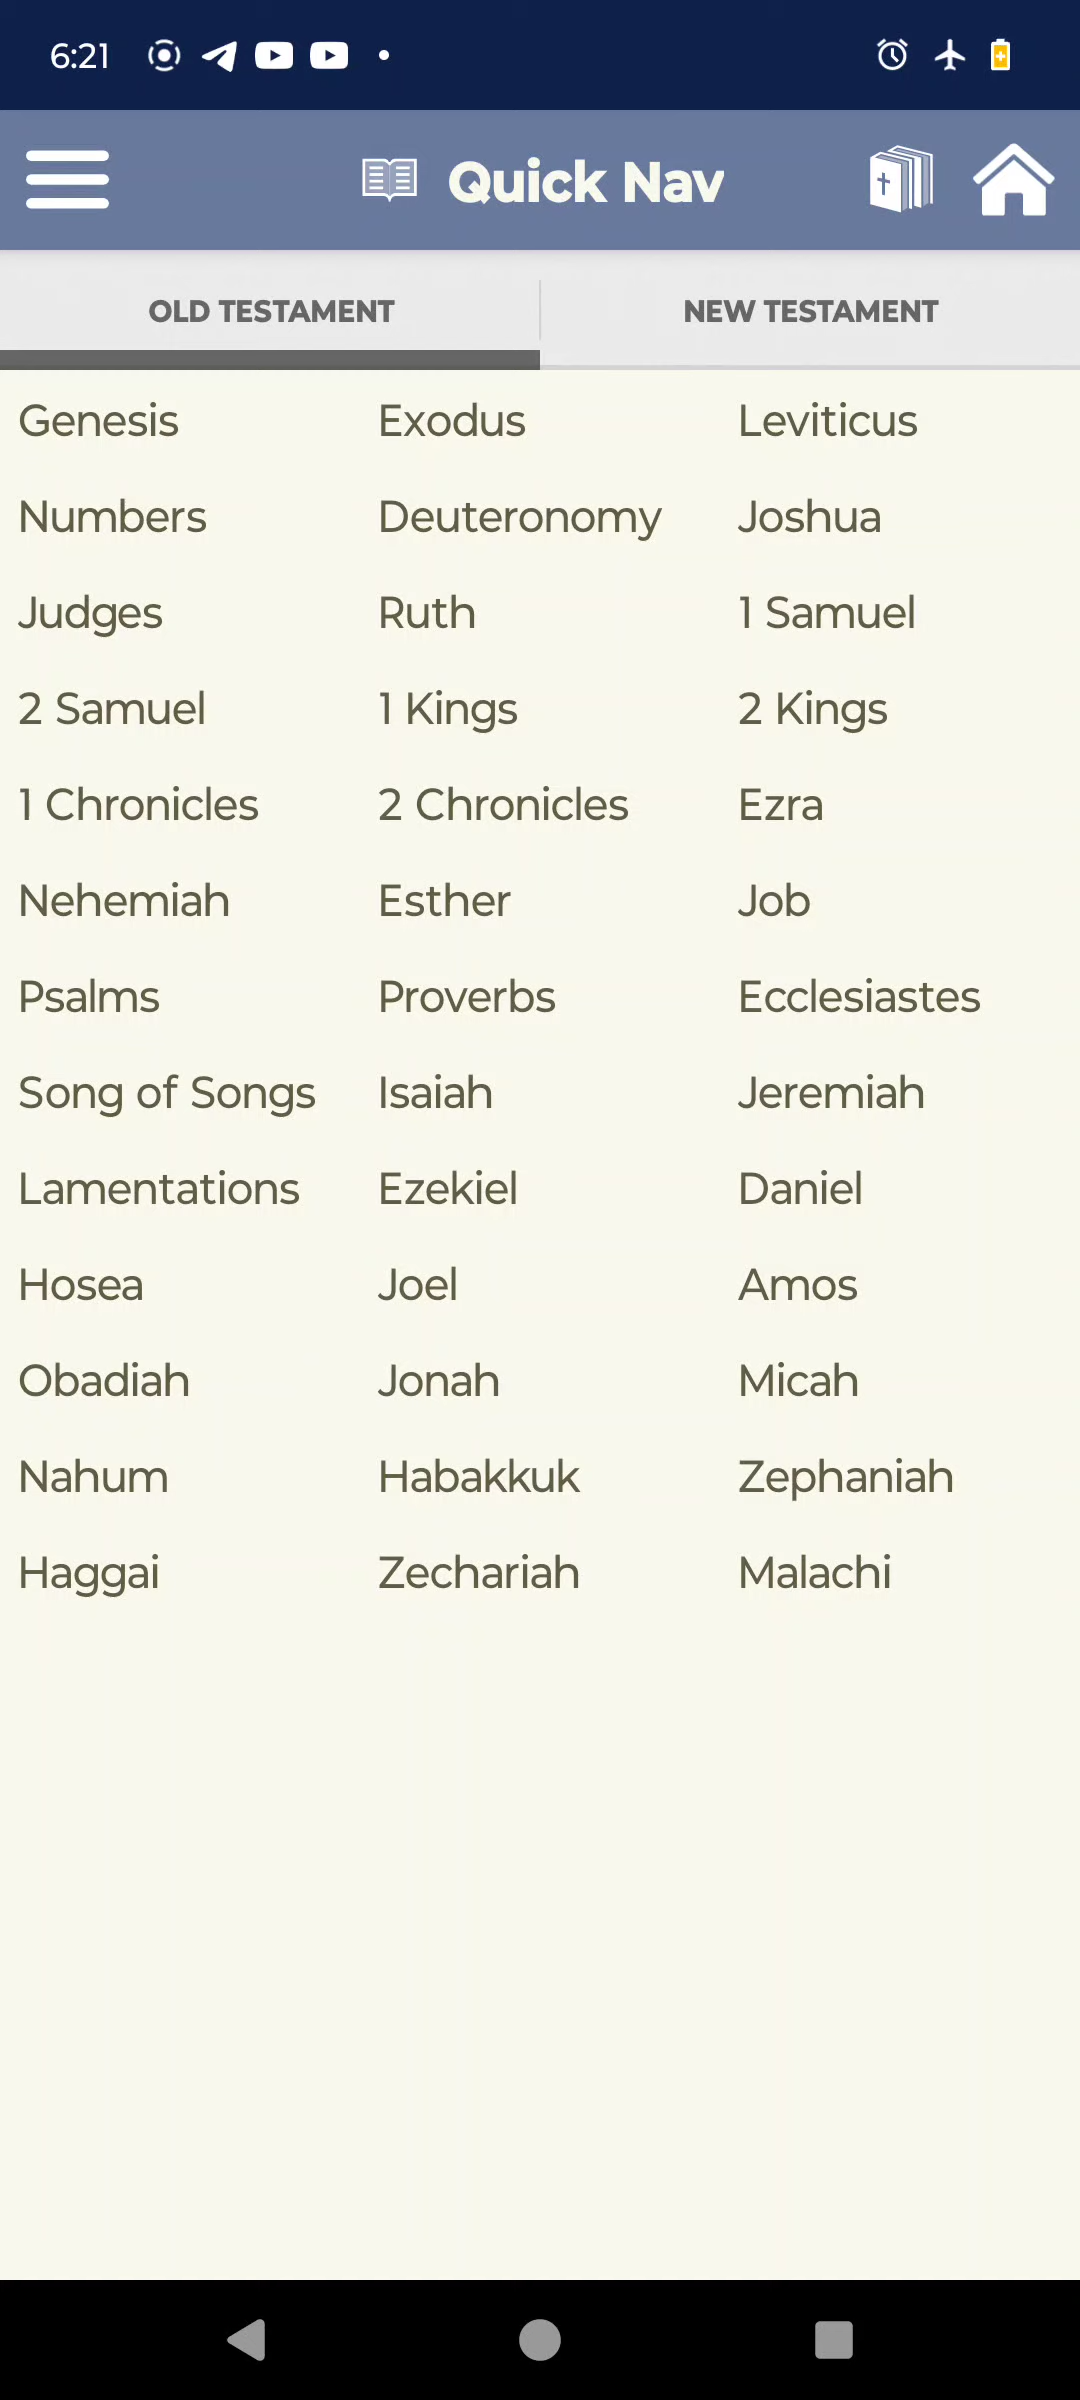 6:21
Quick Nav
OLD TESTAMENT NEW TESTAMENT
Genesis Exodus Leviticus
Numbers Deuteronomy Joshua
Judges Ruth 1 Samuel
2 Samuel 1 Kings 2 Kings
1 Chronicles 2 Chronicles Ezra
Nehemiah Esther Job
Psalms Proverbs Ecclesiastes
Song of Songs Isaiah Jeremiah
Lamentations Ezekiel Daniel
Hosea Joel Amos
Obadiah Jonah Micah
Nahum Habakkuk Zephaniah
Haggai Zechariah Malachi